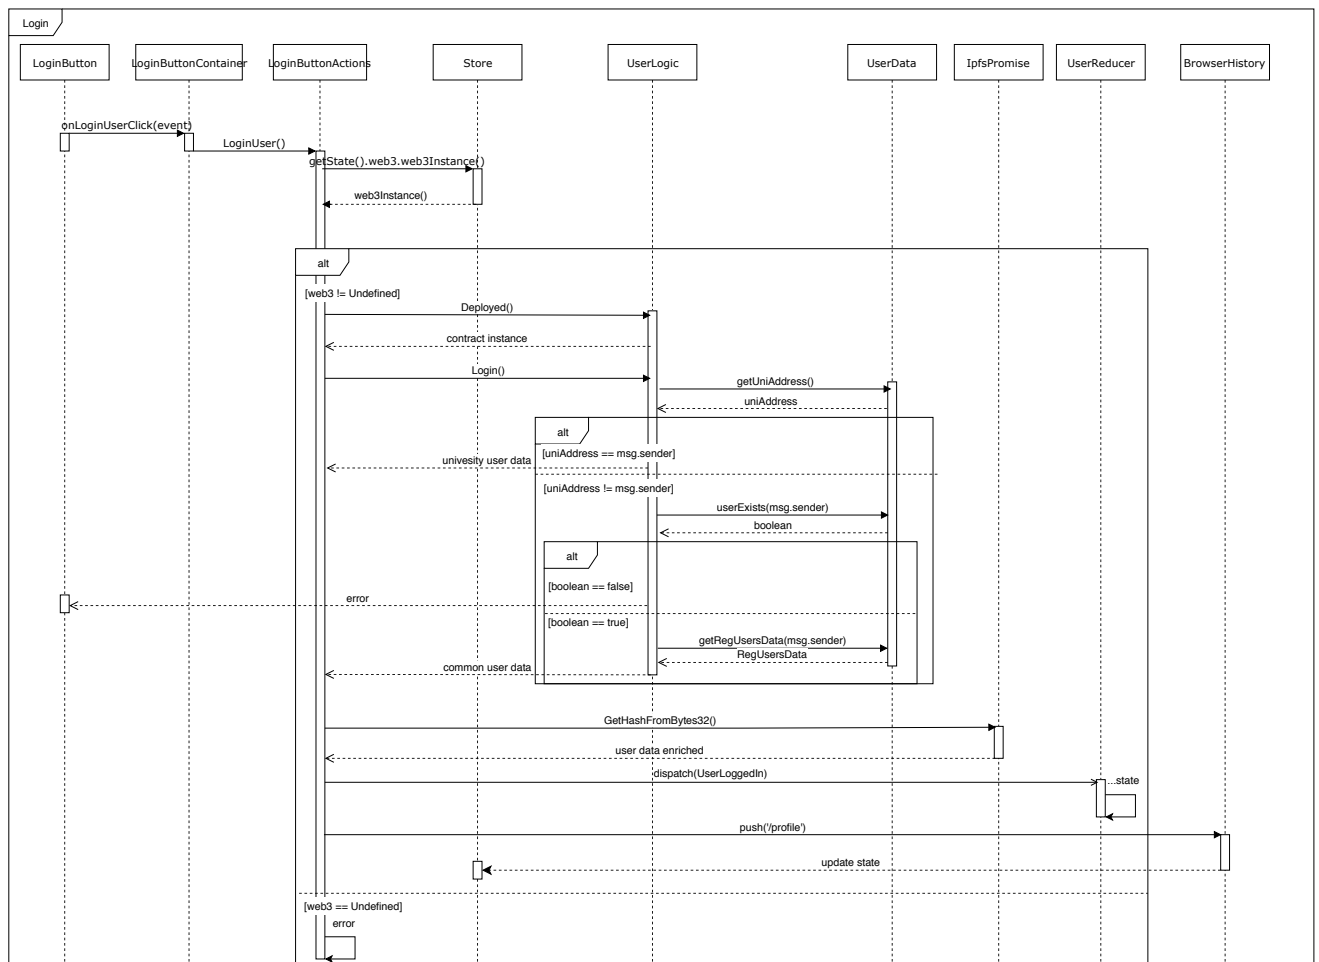 Login
LoginButton
LoginButtonContainer
LoginButtonActions
Store
UserLogic
UserData
IpfsPromise
UserReducer
BrowserHistory
onLoginUserClick(event)
LoginUser()
getState().web3.web3Instance()
web3Instance()
alt
[web3 != Undefined]
Deployed()
contract instance
Login()
getUniAddress()
uniAddress
alt
[uniAddress == msg.sender]
univesity user data
[uniAddress != msg.sender]
userExists(msg.sender)
boolean
alt
[boolean == false]
error
[boolean == true]
getRegUsersData(msg.sender)
RegUsersData
common user data
GetHashFromBytes32()
user data enriched
dispatch(UserLoggedIn)
...state
push('/profile')
update state
[web3 == Undefined]
error